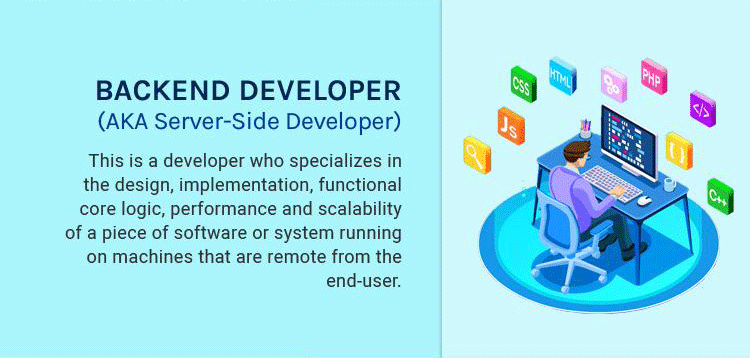 BACKEND DEVELOPER
(AKA Server-Side Developer)
This is a developer who specializes in
the design, implementation, functional
core logic, performance and scalability
of a piece of software or system running
on machines that are remote from the
end-user.
CSS
HTML
PHP
</>
Js
{ }
C++